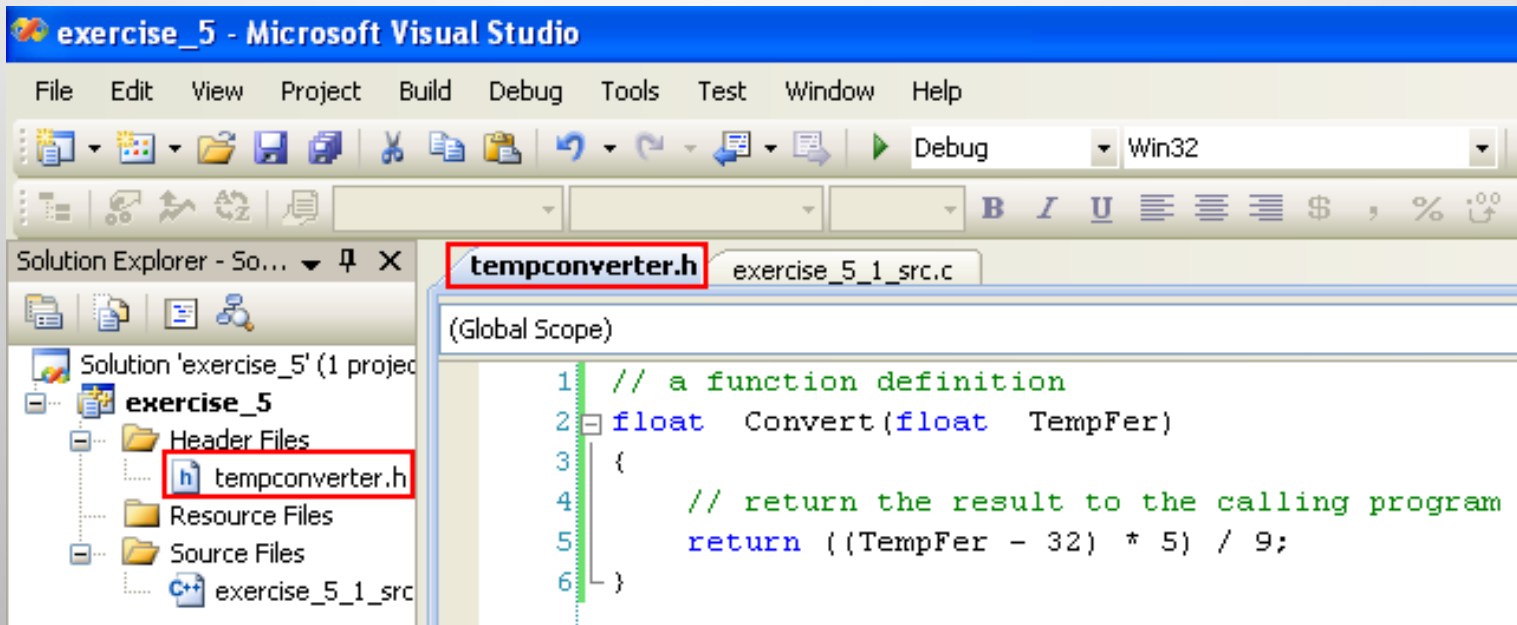 exercise_5 - Microsoft Visual Studio
File Edit View Project Build Debug Tools Test Window Help
Debug Win32
B I U $ , % .00
Solution Explorer - So...
tempconverter.h exercise_5_1_src.c
(Global Scope)
Solution 'exercise_5' (1 projec
exercise_5
Header Files
h tempconverter.h
Resource Files
Source Files
C++ exercise_5_1_src
1 // a function definition
2 float Convert(float TempFer)
3 {
4 // return the result to the calling program
5 return ((TempFer - 32) * 5) / 9;
6 }